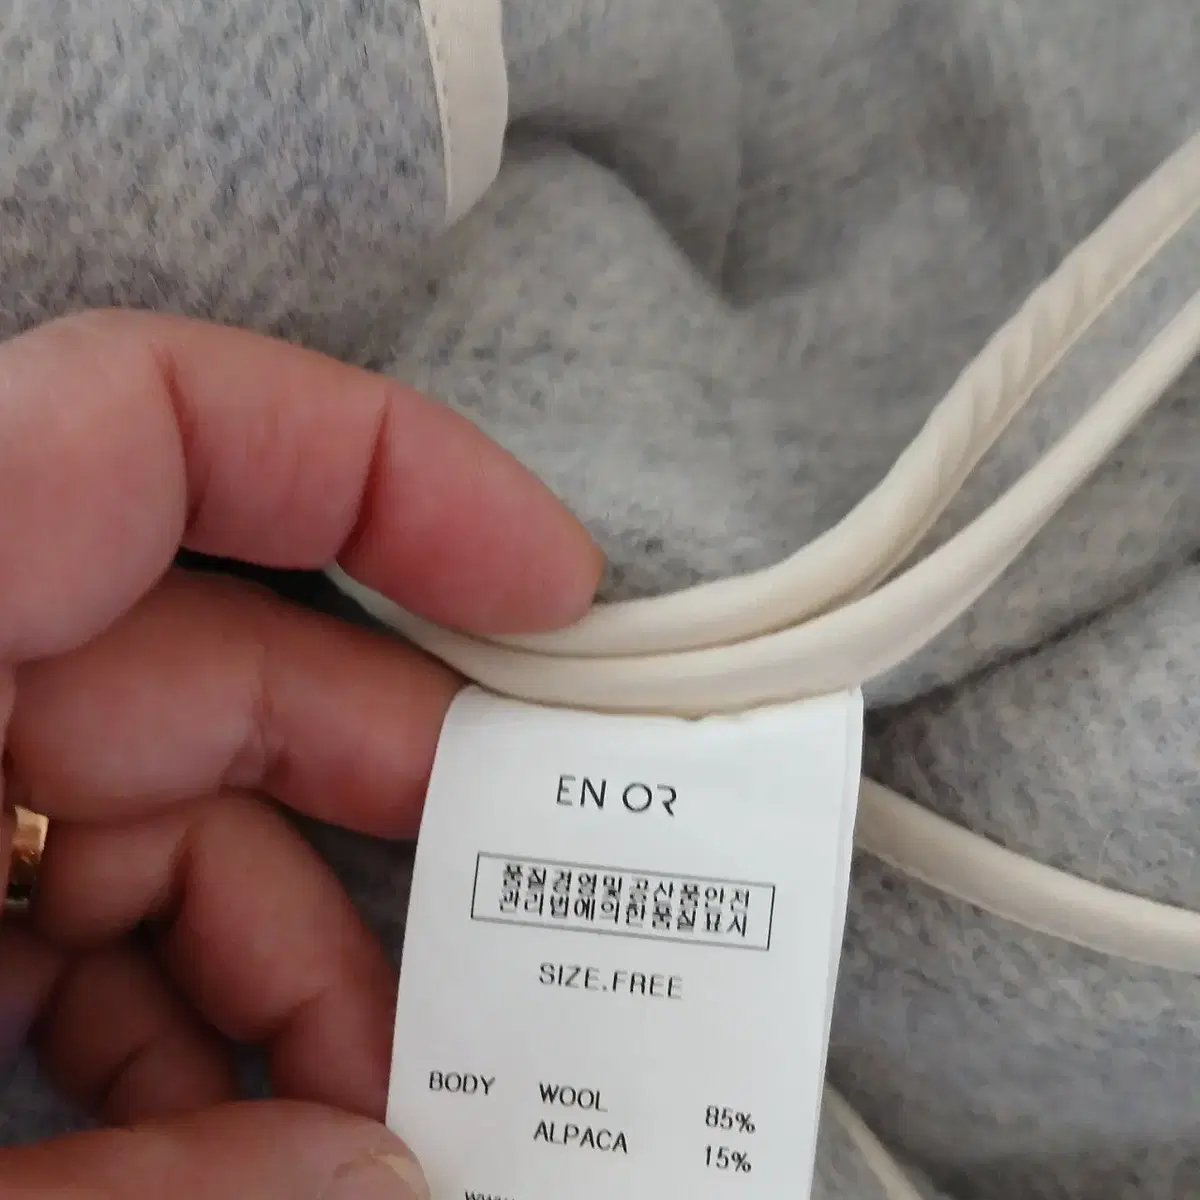 EN OR
품질경영및공산품안전
관리법에의한품질표시
SIZE.FREE
BODY WOOL 85%
ALPACA 15%